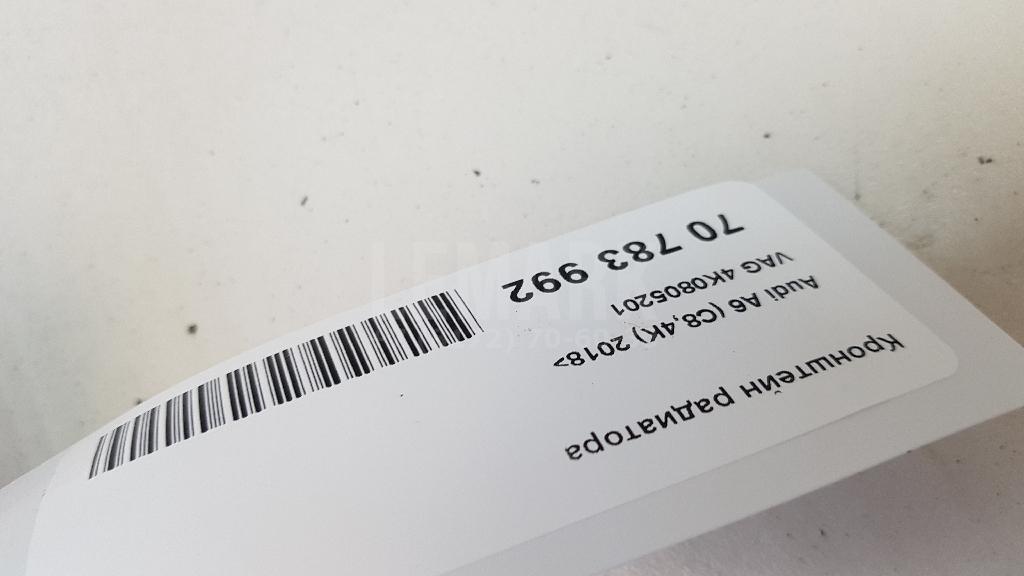 Кронштейн радиатора
Audi A6 (C8,4K) 2018>
VAG 4K0805201
70 783 992